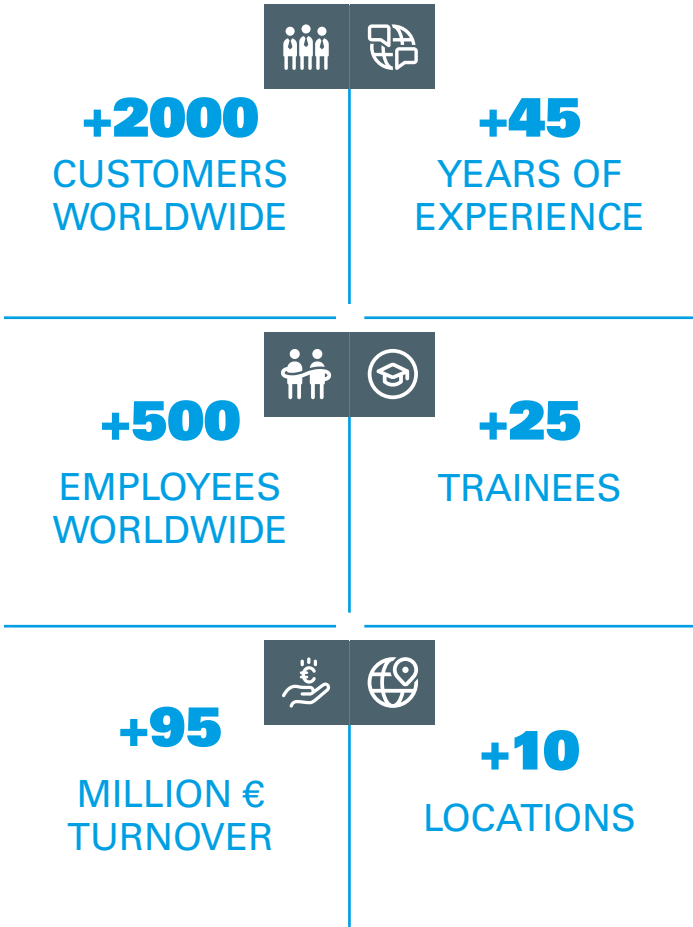 +2000
CUSTOMERS
WORLDWIDE
+45
YEARS OF
EXPERIENCE
+500
EMPLOYEES
WORLDWIDE
+25
TRAINEES
€
+95
MILLION €
TURNOVER
+10
LOCATIONS